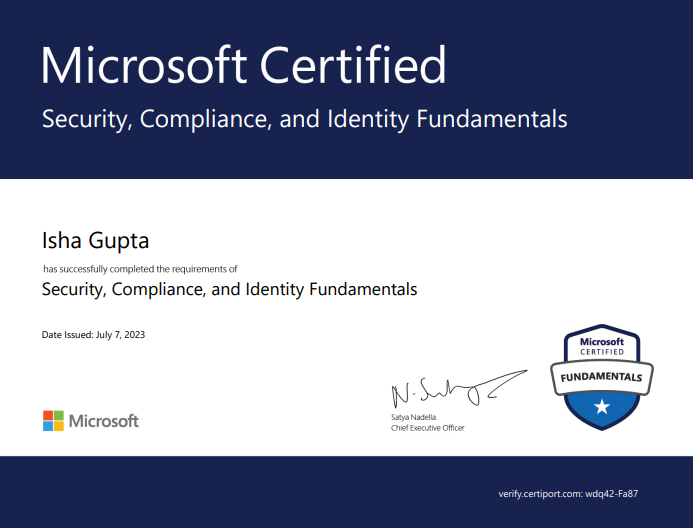 Microsoft Certified
Security, Compliance, and Identity Fundamentals
Isha Gupta
has successfully completed the requirements of
Security, Compliance, and Identity Fundamentals
Date Issued: July 7, 2023
Microsoft
CERTIFIED
FUNDAMENTALS
Microsoft
Satya Nadella
Chief Executive Officer
verify.certiport.com: wdq42-Fa87